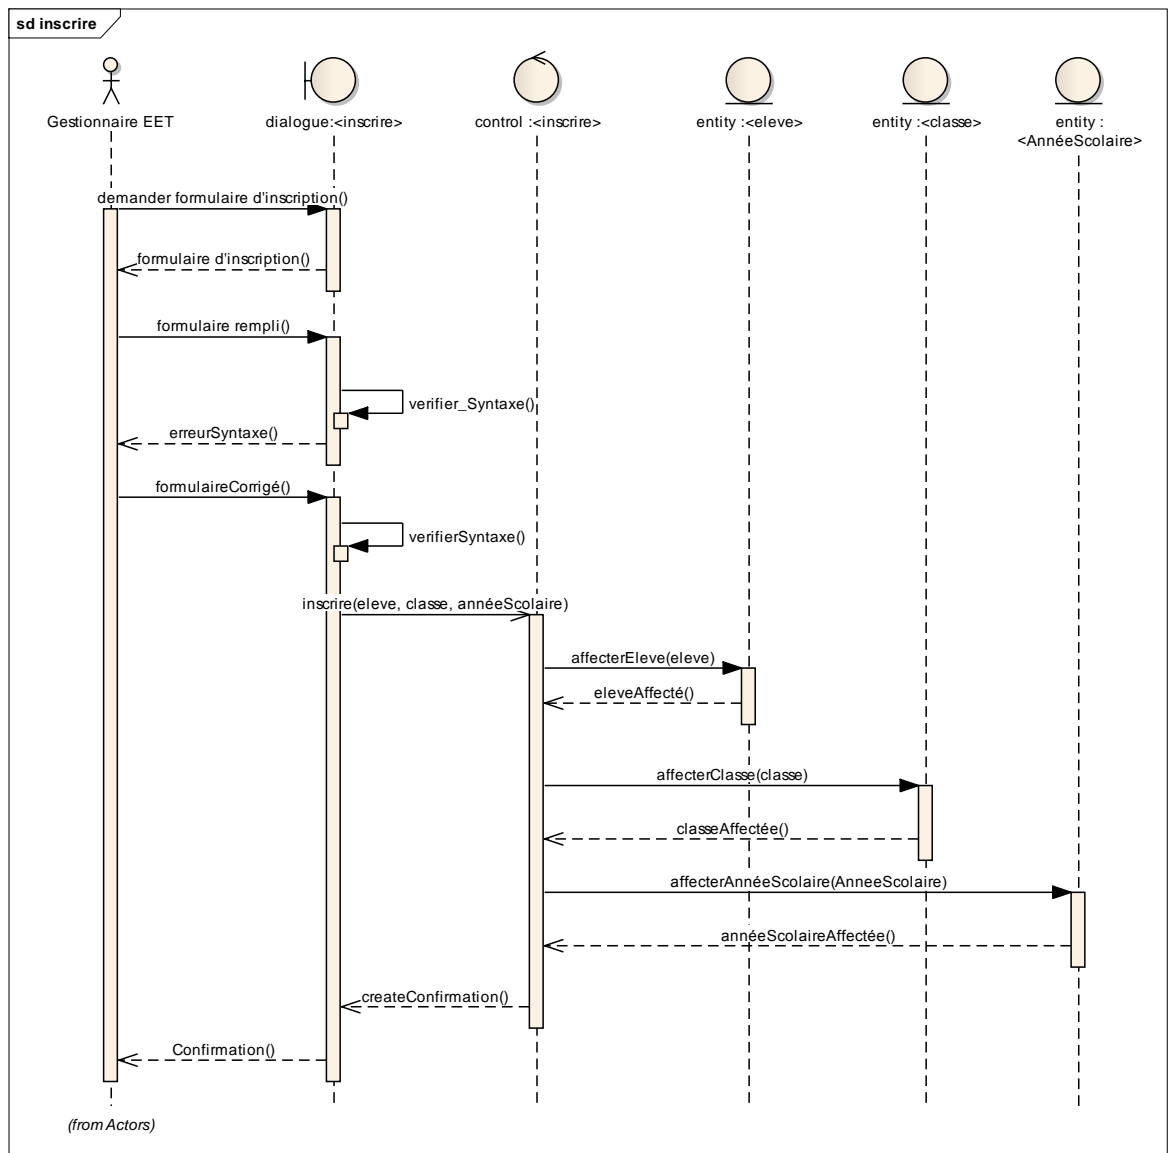 sd inscrire
Gestionnaire EET
dialogue:<inscrire>
control :<inscrire>
entity :<eleve>
entity :<classe>
entity :
<AnnéeScolaire>
demander formulaire d'inscription()
formulaire d'inscription()
formulaire rempli()
verifier_Syntaxe()
erreurSyntaxe()
formulaireCorrigé()
verifierSyntaxe()
inscrire(eleve, classe, annéeScolaire)
affecterEleve(eleve)
eleveAffecté()
affecterClasse(classe)
classeAffectée()
affecterAnnéeScolaire(AnneeScolaire)
annéeScolaireAffectée()
createConfirmation()
Confirmation()
(from Actors)